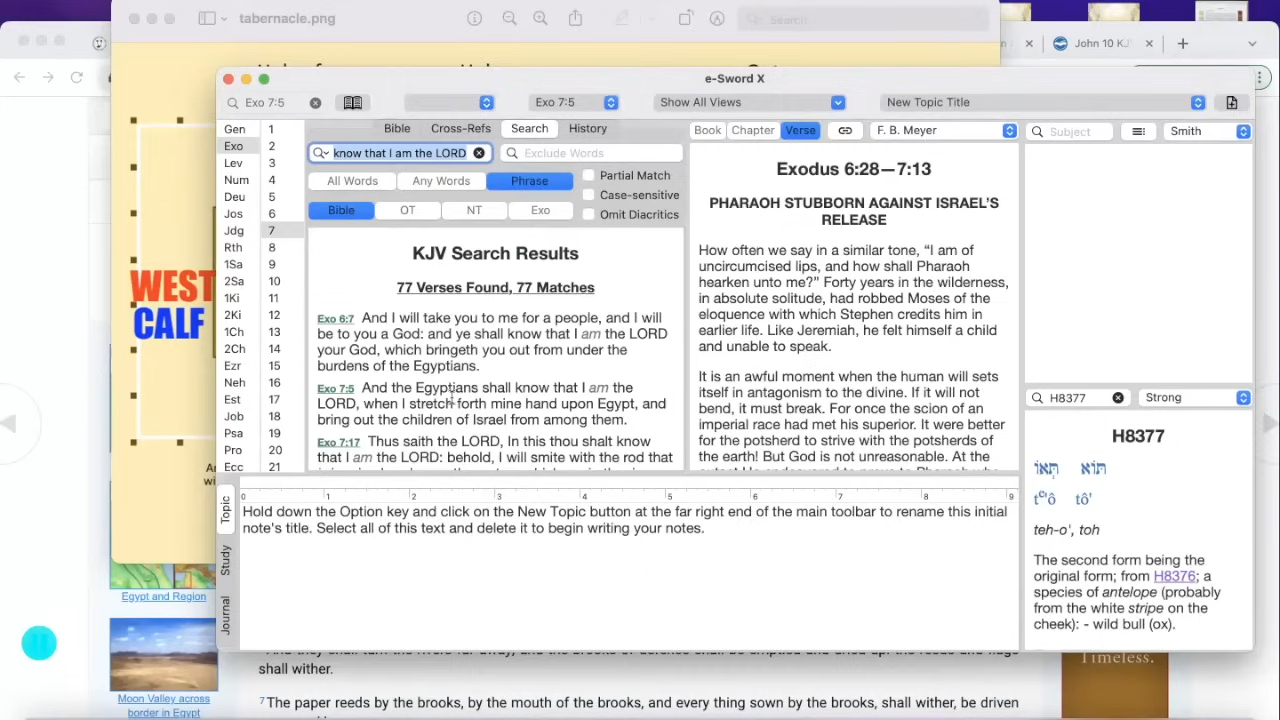 tabernacle.png
Search
John 10 KJ
WEST
CALF
Egypt and Region
Moon Valley across
border in Egypt
e-Sword X
Exo 7:5
Exo 7:5
Show All Views
New Topic Title
Gen
Exo
Lev
Num
Deu
Jos
Jdg
Rth
1Sa
2Sa
1Ki
2Ki
1Ch
2Ch
Ezr
Neh
Est
Job
Psa
Pro
Ecc
1
2
3
4
5
6
7
8
9
10
11
12
13
14
15
16
17
18
19
20
21
Bible Cross-Refs Search History
know that I am the LORD
Exclude Words
All Words Any Words Phrase
Partial Match
Case-sensitive
Omit Diacritics
Bible OT NT Exo
KJV Search Results
77 Verses Found, 77 Matches
Exo 6:7 And I will take you to me for a people, and I will
be to you a God: and ye shall know that I am the LORD
your God, which bringeth you out from under the
burdens of the Egyptians.
Exo 7:5 And the Egyptians shall know that I am the
LORD, when I stretch forth mine hand upon Egypt, and
bring out the children of Israel from among them.
Exo 7:17 Thus saith the LORD, In this thou shalt know
that I am the LORD: behold, I will smite with the rod that
Book Chapter Verse
F. B. Meyer
Exodus 6:28—7:13
PHARAOH STUBBORN AGAINST ISRAEL'S
RELEASE
How often we say in a similar tone, “I am of
uncircumcised lips, and how shall Pharaoh
hearken unto me?” Forty years in the wilderness,
in absolute solitude, had robbed Moses of the
eloquence with which Stephen credits him in
earlier life. Like Jeremiah, he felt himself a child
and unable to speak.
It is an awful moment when the human will sets
itself in antagonism to the divine. If it will not
bend, it must break. For once the scion of an
imperial race had met his superior. It were better
for the potsherd to strive with the potsherds of
the earth! But God is not unreasonable. At the
Subject
Smith
H8377
Strong
H8377
תְּאוֹ תּוֹא
teʼô tôʼ
teh-o', toh
The second form being the
original form; from H8376; a
species of antelope (probably
from the white stripe on the
cheek): - wild bull (ox).
Topic
Study
Journal
0 1 2 3 4 5 6 7 8 9
Hold down the Option key and click on the New Topic button at the far right end of the main toolbar to rename this initial
note's title. Select all of this text and delete it to begin writing your notes.
shall wither.
7The paper reeds by the brooks, by the mouth of the brooks, and every thing sown by the brooks, shall wither, be driven
Timeless.